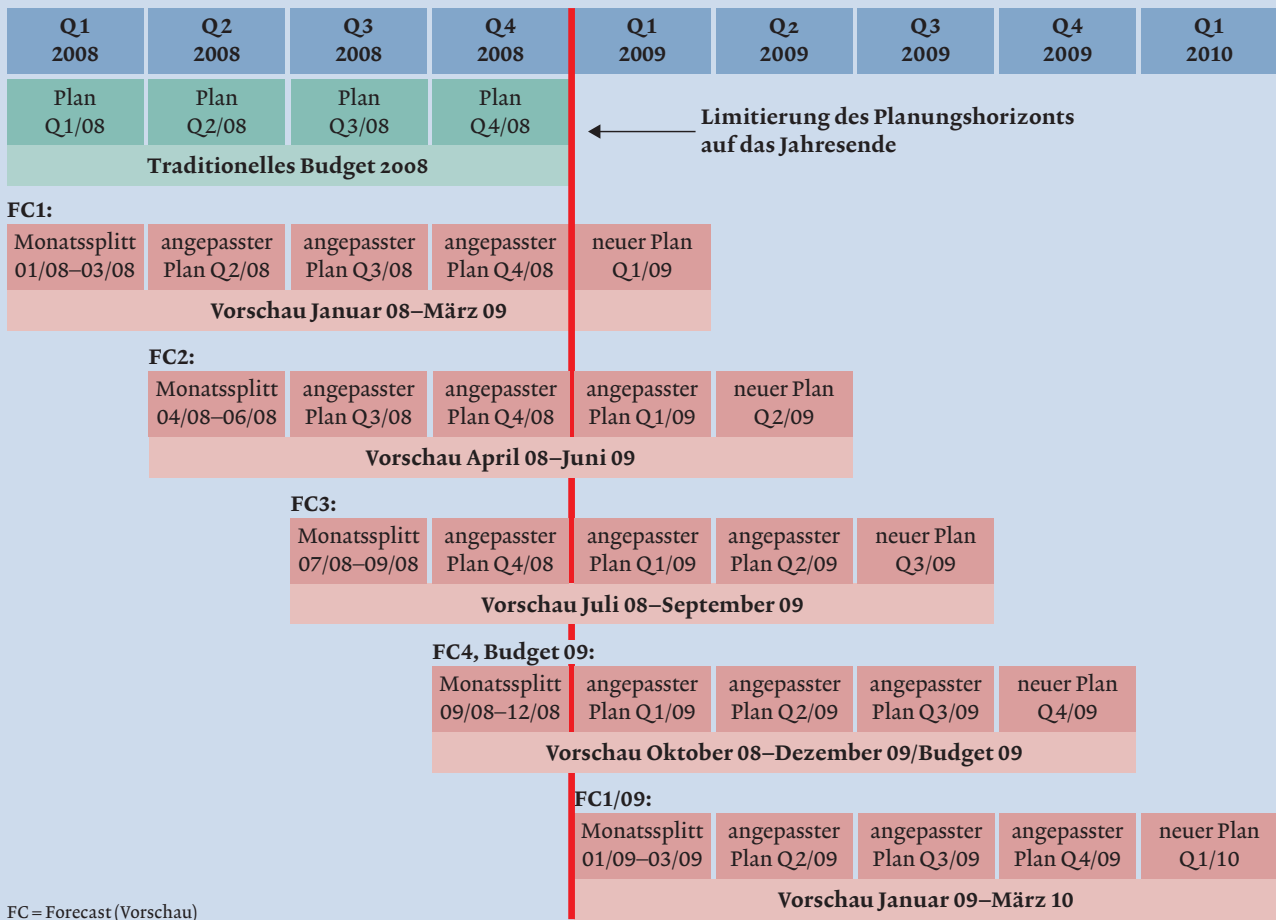 Q1 Q2 Q3 Q4 Q1 Q2 Q3 Q4 Q1
2008 2008 2008 2008 2009 2009 2009 2009 2010
Plan Plan Plan Plan
Q1/08 Q2/08 Q3/08 Q4/08
Traditionelles Budget 2008
Limitierung des Planungshorizonts
auf das Jahresende
FC1:
Monatssplitt angepasster angepasster angepasster neuer Plan
01/08–03/08 Plan Q2/08 Plan Q3/08 Plan Q4/08 Q1/09
Vorschau Januar 08–März 09
FC2:
Monatssplitt angepasster angepasster angepasster neuer Plan
04/08–06/08 Plan Q3/08 Plan Q4/08 Plan Q1/09 Q2/09
Vorschau April 08–Juni 09
FC3:
Monatssplitt angepasster angepasster angepasster neuer Plan
07/08–09/08 Plan Q4/08 Plan Q1/09 Plan Q2/09 Q3/09
Vorschau Juli 08–September 09
FC4, Budget 09:
Monatssplitt angepasster angepasster angepasster neuer Plan
09/08–12/08 Plan Q1/09 Plan Q2/09 Plan Q3/09 Q4/09
Vorschau Oktober 08–Dezember 09/Budget 09
FC1/09:
Monatssplitt angepasster angepasster angepasster neuer Plan
01/09–03/09 Plan Q2/09 Plan Q3/09 Plan Q4/09 Q1/10
Vorschau Januar 09–März 10
FC = Forecast (Vorschau)